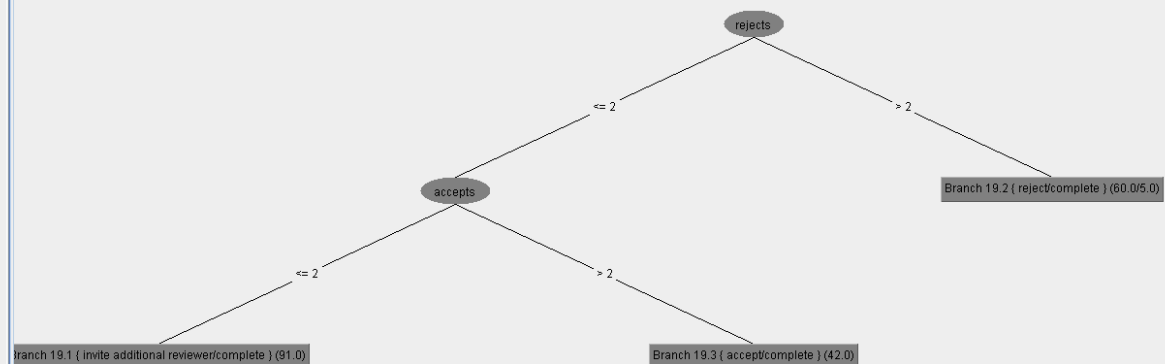 rejects
<= 2
> 2
accepts
Branch 19.2 { reject/complete } (60.0/5.0)
<= 2
> 2
Branch 19.1 { invite additional reviewer/complete } (91.0)
Branch 19.3 { accept/complete } (42.0)